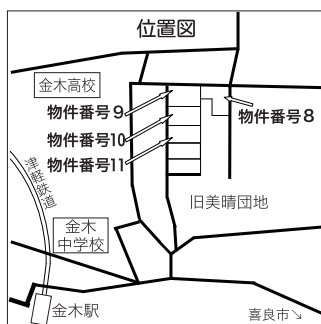 位置図
金木高校
物件番号9
物件番号8
物件番号10
物件番号11
津軽鉄道
旧美晴団地
金木
中学校
金木駅
喜良市↘